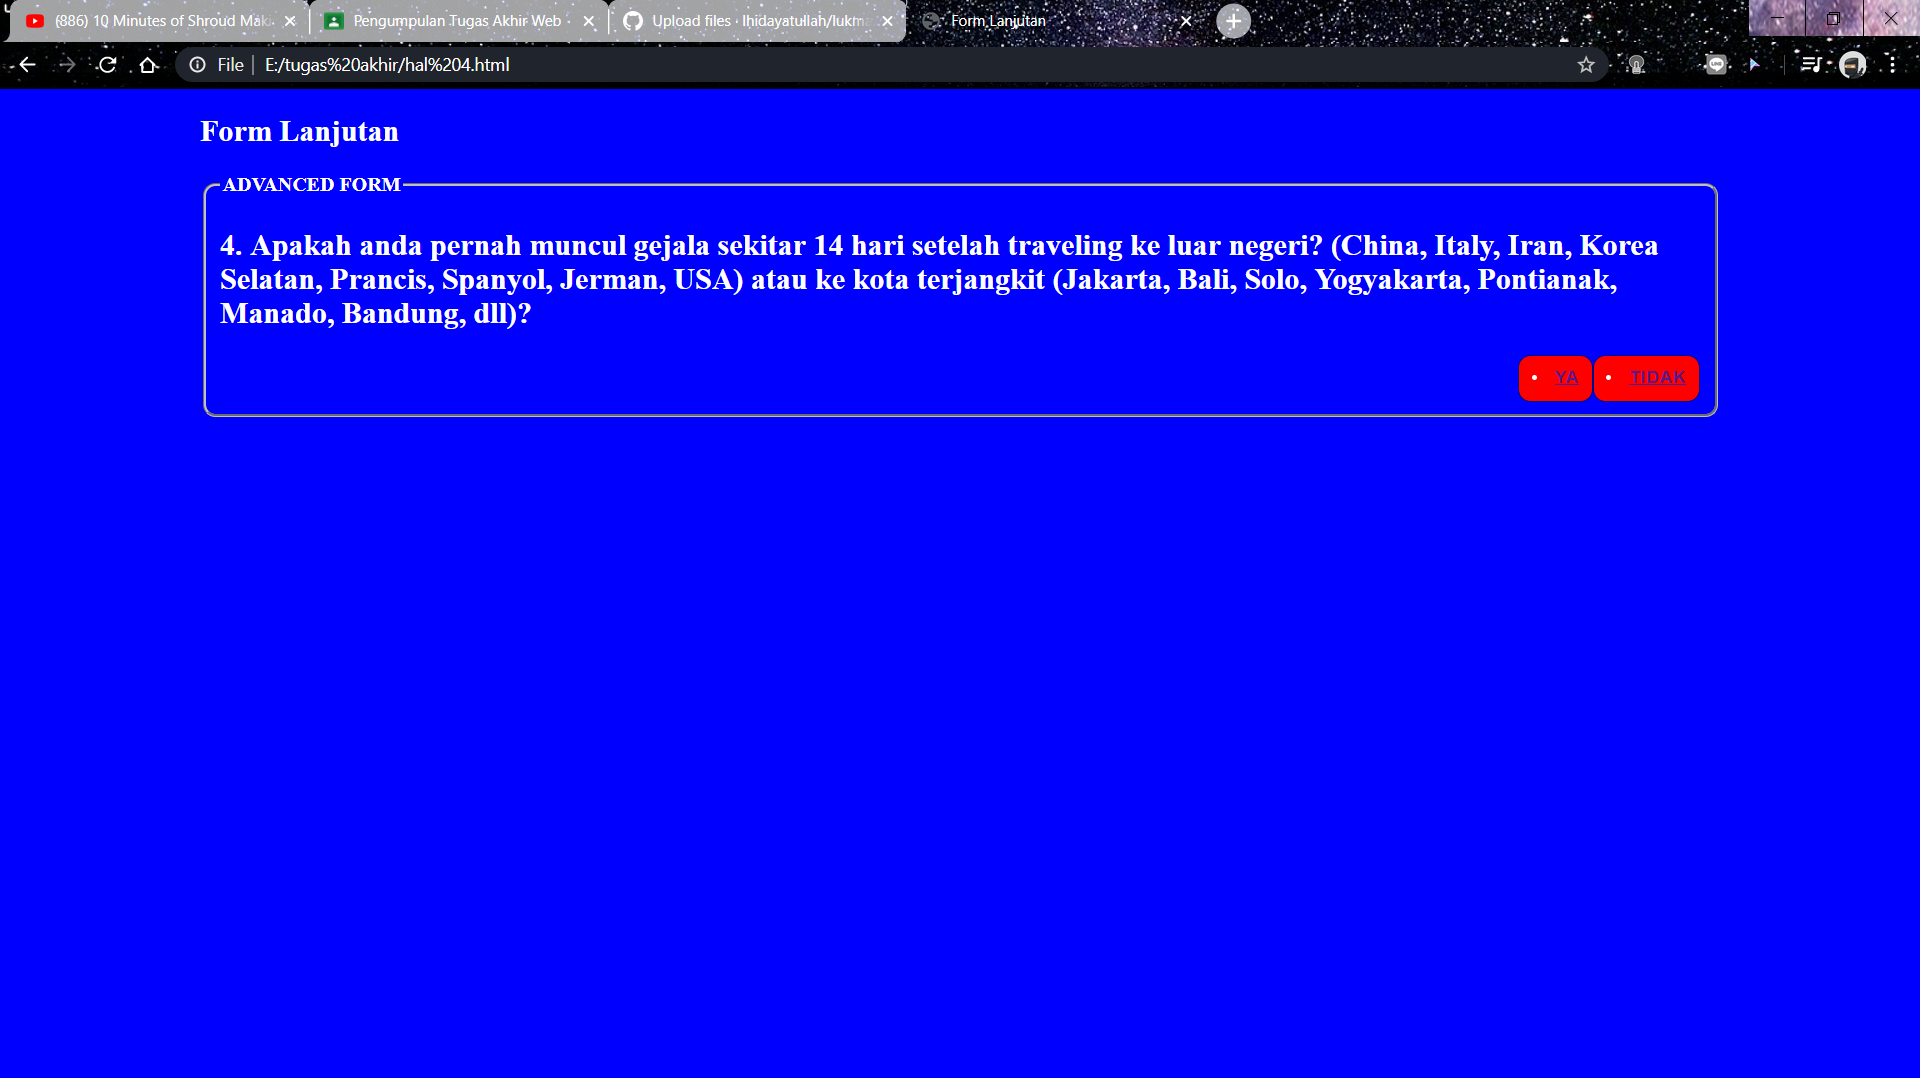 (886) 10 Minutes of Shroud Mak
Pengumpulan Tugas Akhir Web
Upload files · lhidayatullah/lukm
Form Lanjutan
File
E:/tugas%20akhir/hal%204.html
Form Lanjutan
ADVANCED FORM
4. Apakah anda pernah muncul gejala sekitar 14 hari setelah traveling ke luar negeri? (China, Italy, Iran, Korea
Selatan, Prancis, Spanyol, Jerman, USA) atau ke kota terjangkit (Jakarta, Bali, Solo, Yogyakarta, Pontianak,
Manado, Bandung, dll)?
• YA • TIDAK